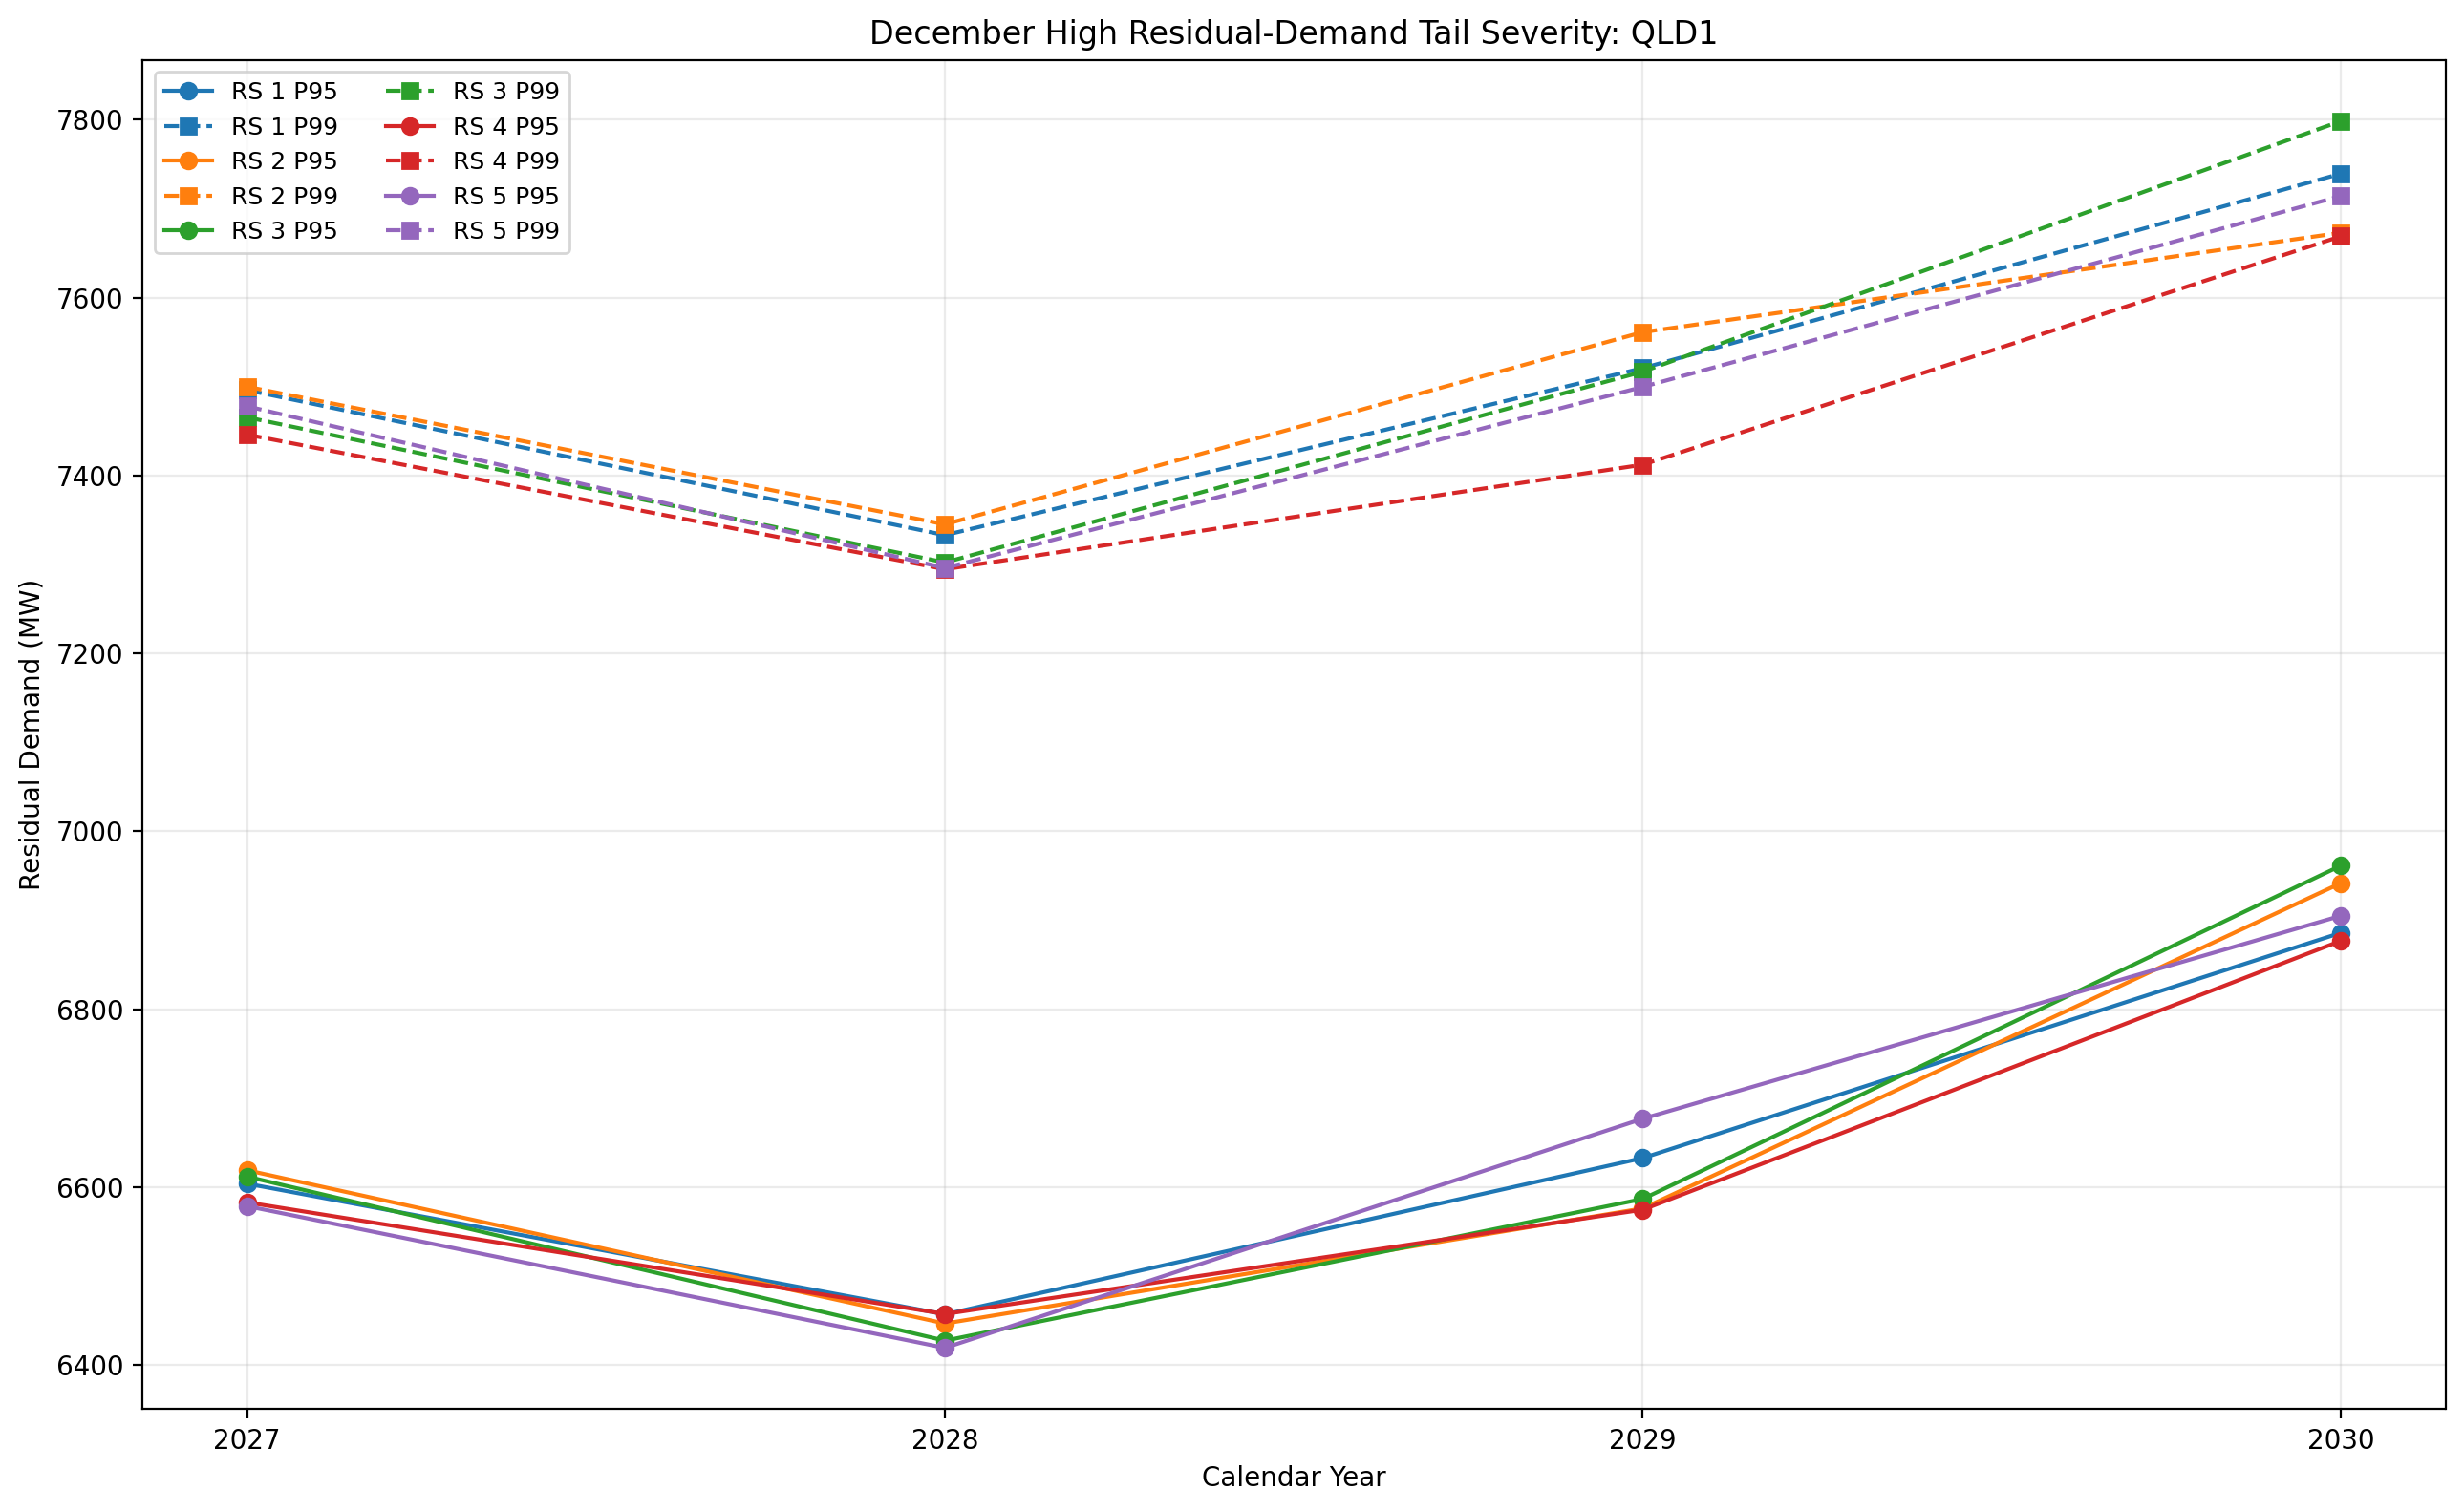 December High Residual-Demand Tail Severity: QLD1
RS 1 P95
RS 1 P99
RS 2 P95
RS 2 P99
RS 3 P95
RS 3 P99
RS 4 P95
RS 4 P99
RS 5 P95
RS 5 P99
Residual Demand (MW)
7800
7600
7400
7200
7000
6800
6600
6400
2027
2028
2029
2030
Calendar Year